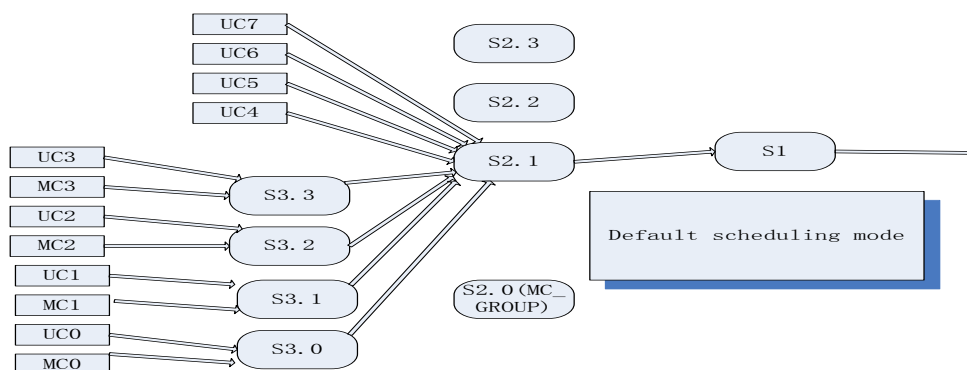 UC7
UC6
UC5
UC4
S2.3
S2.2
S2.1
S1
UC3
MC3
UC2
MC2
UC1
MC1
UC0
MC0
S3.3
S3.2
S3.1
S3.0
S2.0(MC_
GROUP)
Default scheduling mode